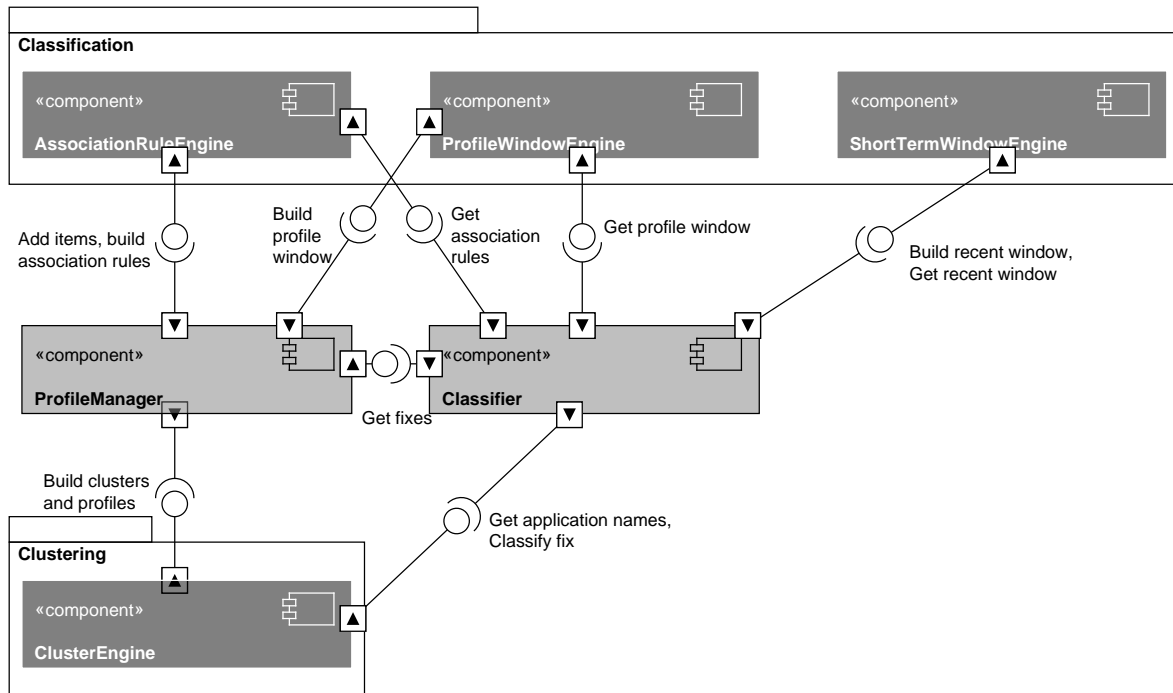 Classification
«component»
AssociationRuleEngine
«component»
ProfileWindowEngine
«component»
ShortTermWindowEngine
Add items, build
association rules
Build
profile
window
Get
association
rules
Get profile window
Build recent window,
Get recent window
«component»
ProfileManager
Get fixes
«component»
Classifier
Build clusters
and profiles
Get application names,
Classify fix
Clustering
«component»
ClusterEngine